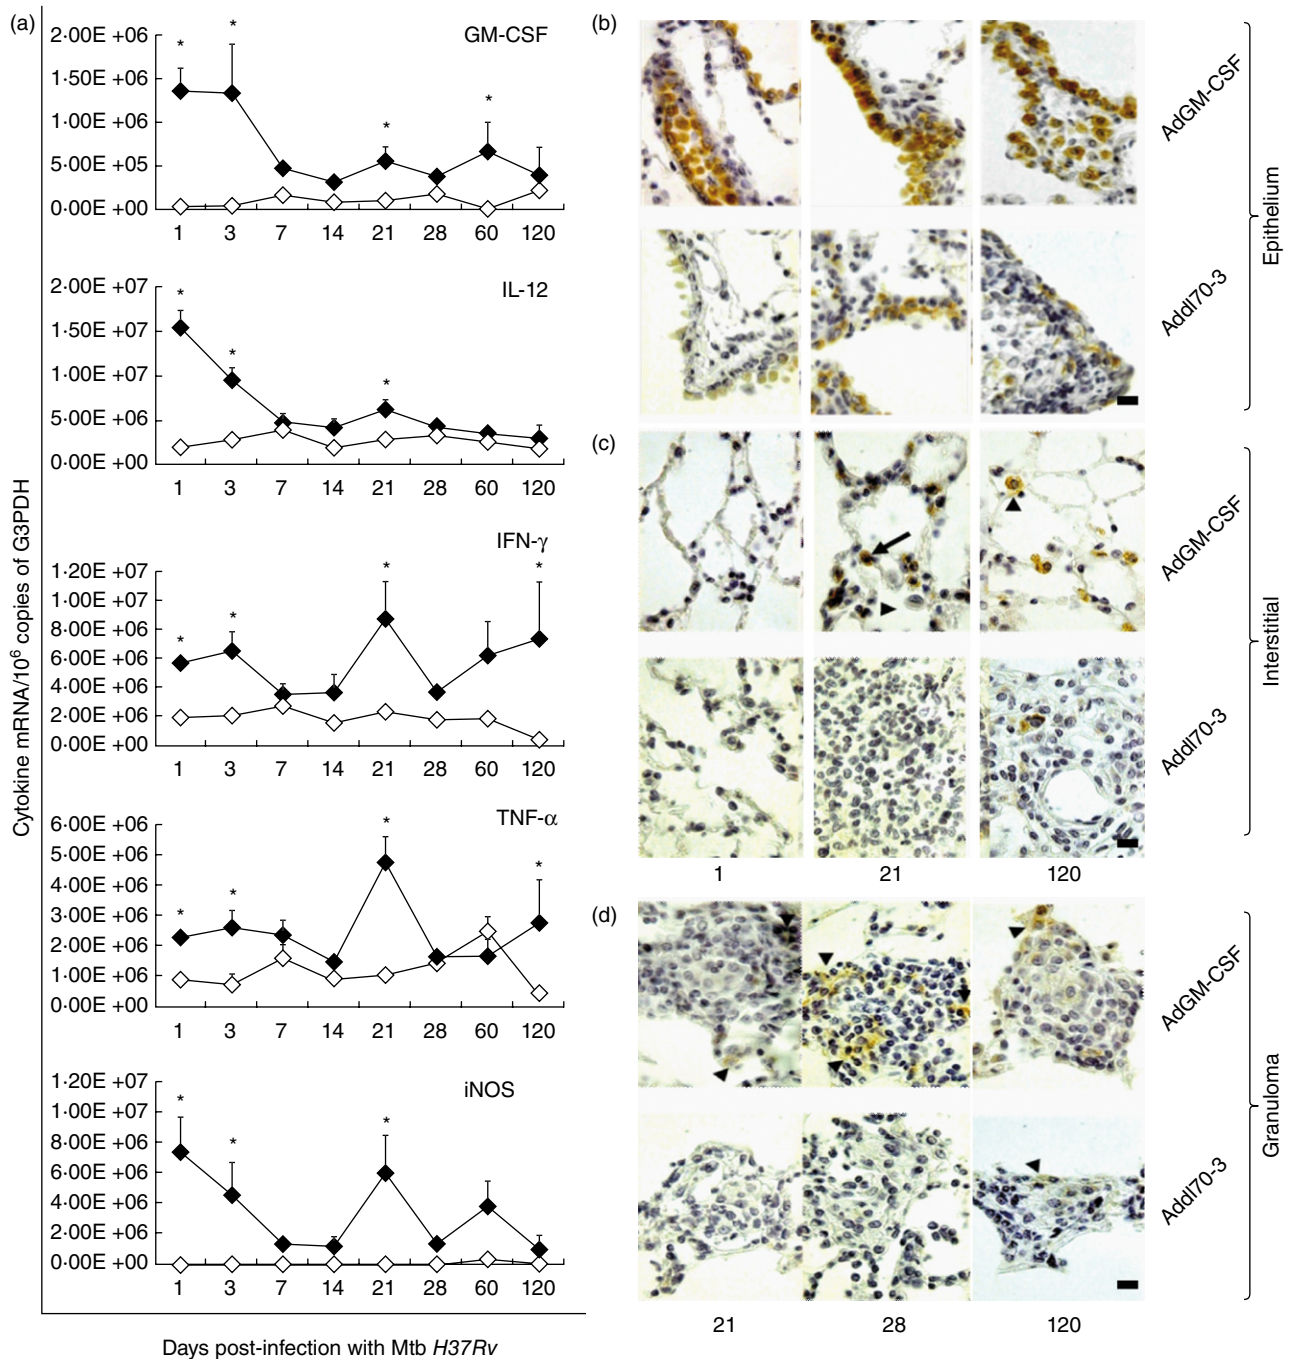 (a)
GM-CSF
2·00E +06
1·50E +06
1·00E +06
5·00E +05
0·00E +00
* * * *
1 3 7 14 21 28 60 120
IL-12
2·00E +07
1·50E +07
1·00E +07
5·00E +06
0·00E +00
* * *
1 3 7 14 21 28 60 120
IFN-γ
1·20E +07
1·00E +07
8·00E +06
6·00E +06
4·00E +06
2·00E +06
0·00E +00
* * * *
1 3 7 14 21 28 60 120
TNF-α
6·00E +06
5·00E +06
4·00E +06
3·00E +06
2·00E +06
1·00E +06
0·00E +00
* * * *
1 3 7 14 21 28 60 120
iNOS
1·20E +07
1·00E +07
8·00E +06
6·00E +06
4·00E +06
2·00E +06
0·00E +00
* * *
1 3 7 14 21 28 60 120
Cytokine mRNA/10⁶ copies of G3PDH
Days post-infection with Mtb H37Rv
(b)
AdGM-CSF
Addl70-3
Epithelium
(c)
AdGM-CSF
Addl70-3
Interstitial
1 21 120
(d)
AdGM-CSF
Addl70-3
Granuloma
21 28 120